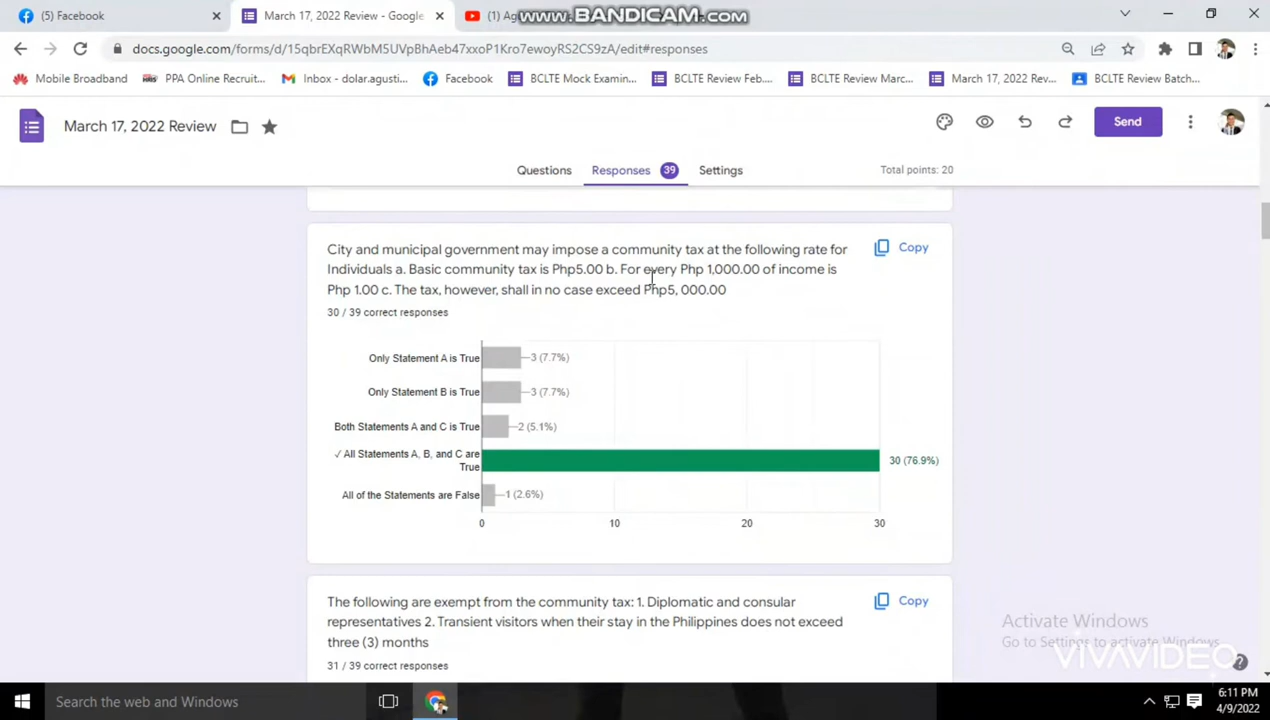 (5) Facebook
March 17, 2022 Review - Google
(1) Ag
www.BANDICAM.com
docs.google.com/forms/d/15qbrEXqRWbM5UVpBhAeb47xxoP1Kro7ewoyRS2CS9zA/edit#responses
Mobile Broadband
PPA Online Recruit...
Inbox - dolar.agusti...
Facebook
BCLTE Mock Examin...
BCLTE Review Feb....
BCLTE Review Marc...
March 17, 2022 Rev...
BCLTE Review Batch...
March 17, 2022 Review
Send
Questions
Responses 39
Settings
Total points: 20
City and municipal government may impose a community tax at the following rate for
Individuals a. Basic community tax is Php5.00 b. For every Php 1,000.00 of income is
Php 1.00 c. The tax, however, shall in no case exceed Php5, 000.00
Copy
30 / 39 correct responses
Only Statement A is True
3 (7.7%)
Only Statement B is True
3 (7.7%)
Both Statements A and C is True
2 (5.1%)
✓ All Statements A, B, and C are
True
30 (76.9%)
All of the Statements are False
1 (2.6%)
0 10 20 30
The following are exempt from the community tax: 1. Diplomatic and consular
representatives 2. Transient visitors when their stay in the Philippines does not exceed
three (3) months
Copy
31 / 39 correct responses
Activate Windows
Go to Settings to activate Windows.
VIVAVIDEO
Search the web and Windows
6:11 PM
4/9/2022